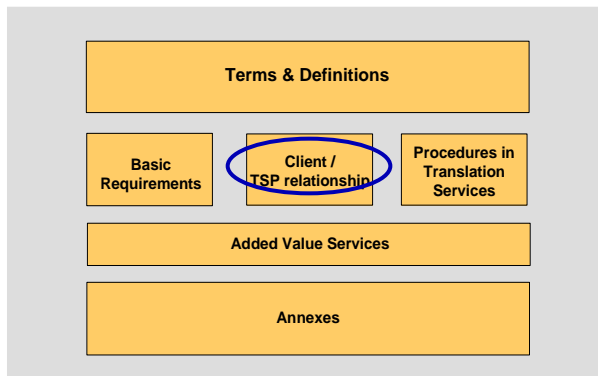 Terms & Definitions
Basic
Requirements
Client /
TSP relationship
Procedures in
Translation
Services
Added Value Services
Annexes